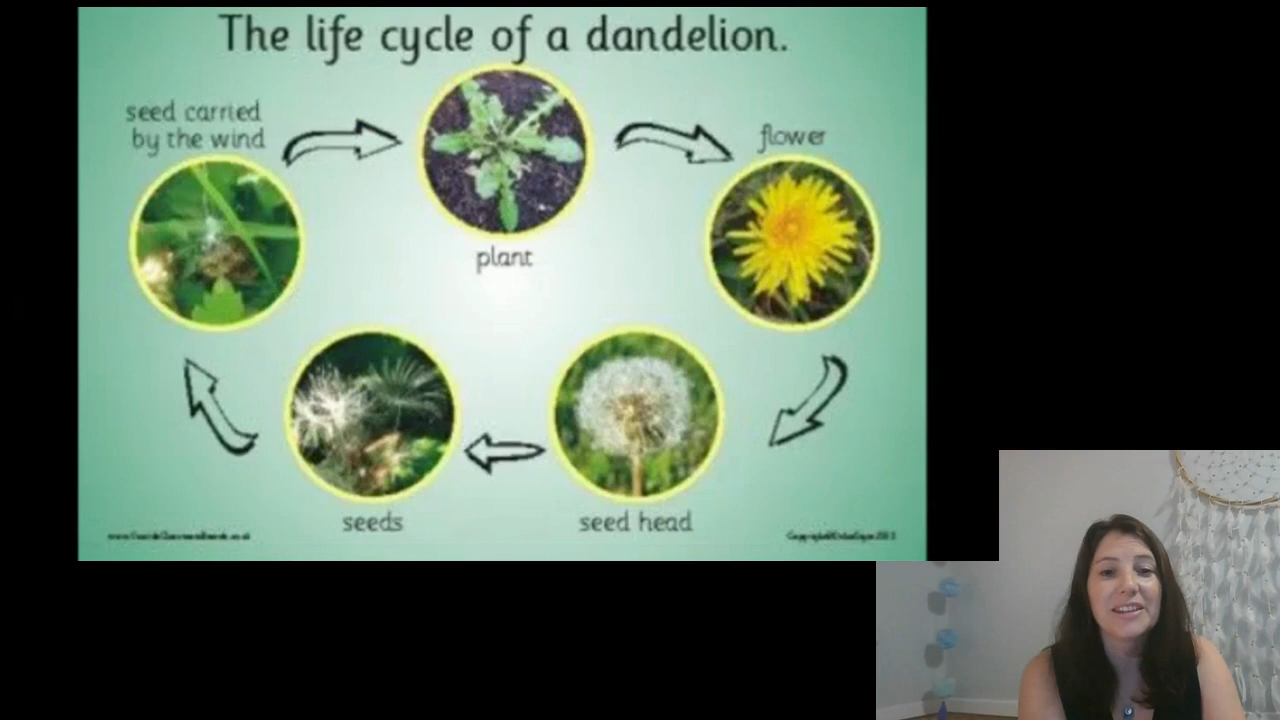 The life cycle of a dandelion.
seed carried
by the wind
flower
plant
seeds
seed head